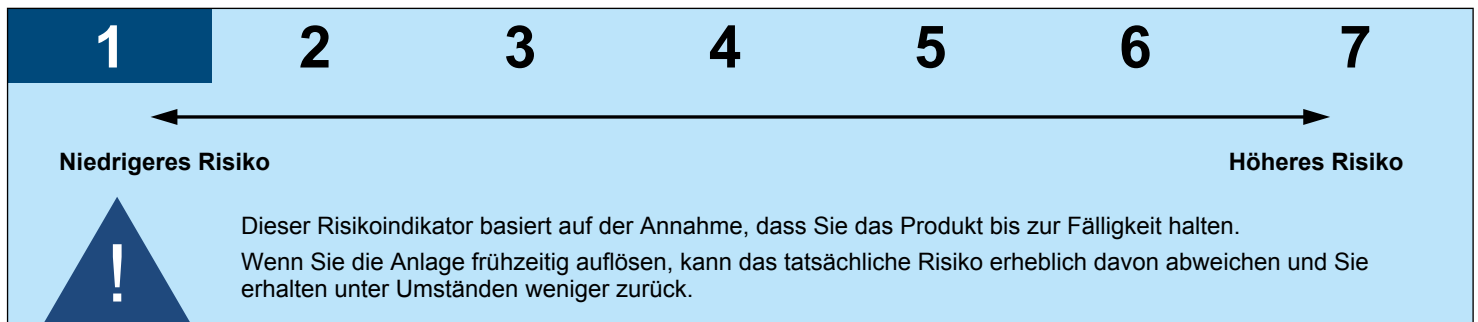 1 2 3 4 5 6 7
Niedrigeres Risiko Höheres Risiko
! Dieser Risikoindikator basiert auf der Annahme, dass Sie das Produkt bis zur Fälligkeit halten.
Wenn Sie die Anlage frühzeitig auflösen, kann das tatsächliche Risiko erheblich davon abweichen und Sie
erhalten unter Umständen weniger zurück.